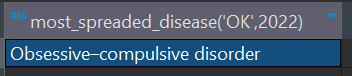 most_spreaded_disease('OK',2022)
Obsessive–compulsive disorder